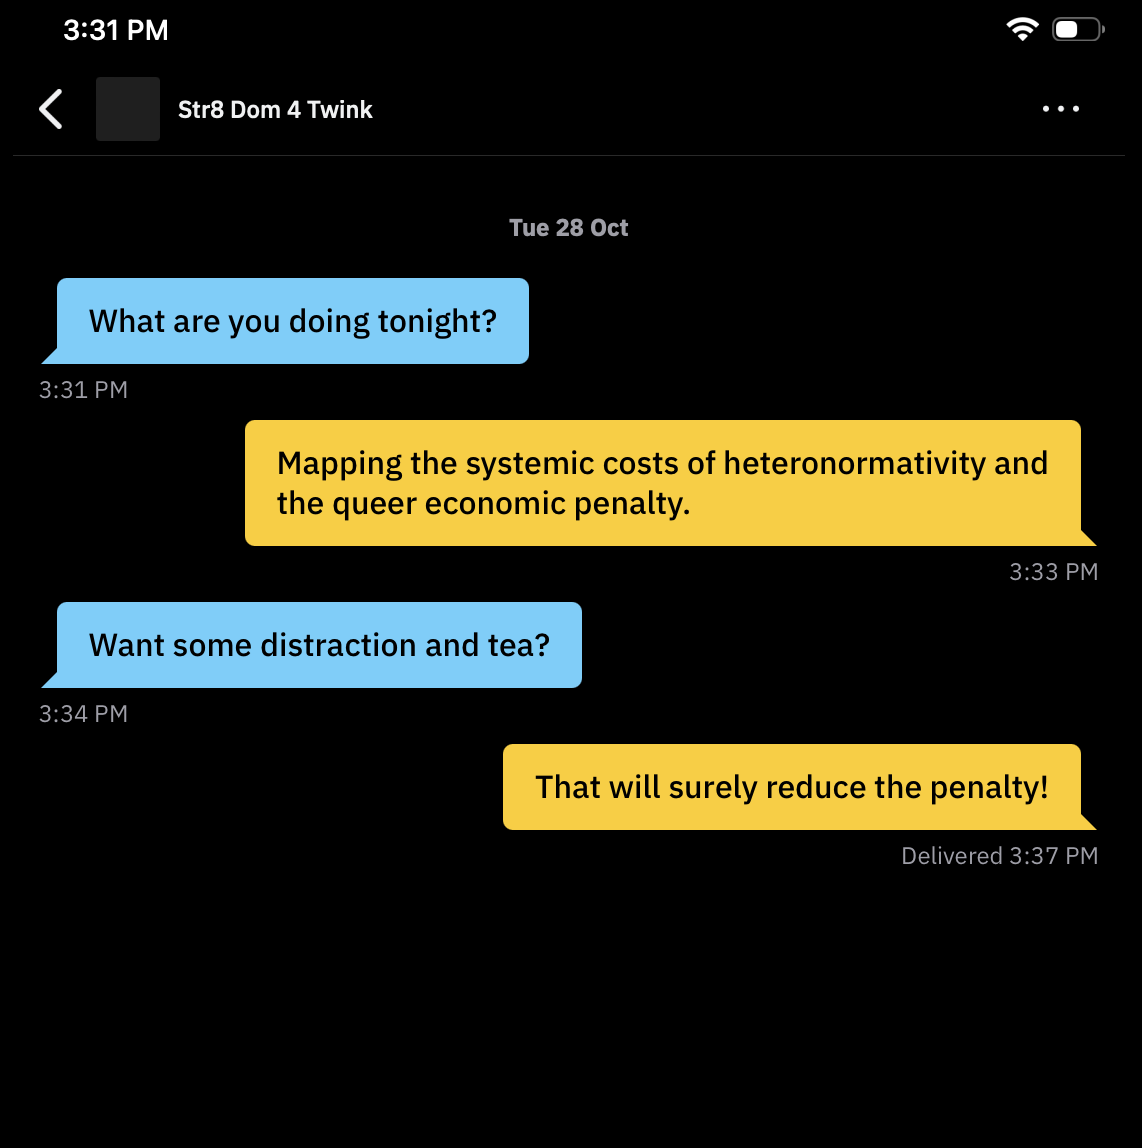 3:31 PM
Str8 Dom 4 Twink
Tue 28 Oct
What are you doing tonight?
3:31 PM
Mapping the systemic costs of heteronormativity and
the queer economic penalty.
3:33 PM
Want some distraction and tea?
3:34 PM
That will surely reduce the penalty!
Delivered 3:37 PM